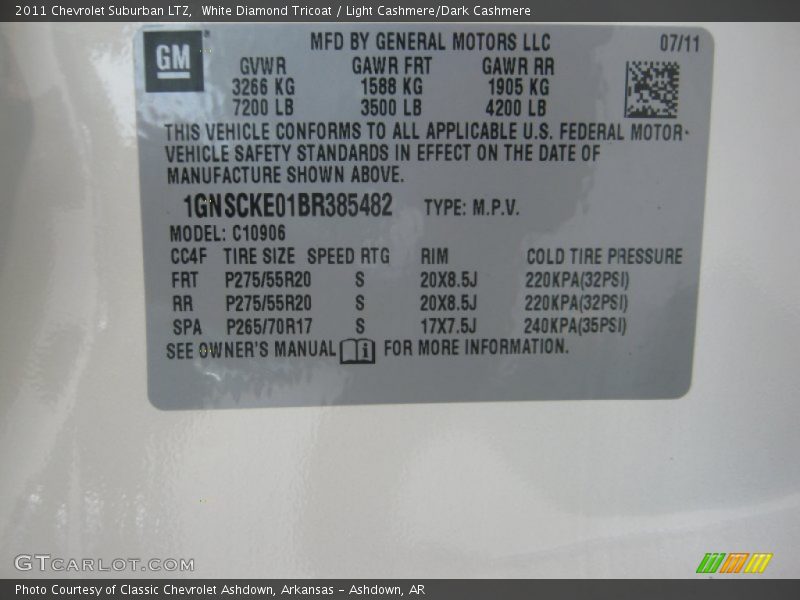 2011 Chevrolet Suburban LTZ, White Diamond Tricoat / Light Cashmere/Dark Cashmere
GM
MFD BY GENERAL MOTORS LLC 07/11
GVWR GAWR FRT GAWR RR
3266 KG 1588 KG 1905 KG
7200 LB 3500 LB 4200 LB
THIS VEHICLE CONFORMS TO ALL APPLICABLE U.S. FEDERAL MOTOR-
VEHICLE SAFETY STANDARDS IN EFFECT ON THE DATE OF
MANUFACTURE SHOWN ABOVE.
1GNSCKE01BR385482 TYPE: M.P.V.
MODEL: C10906
CC4F TIRE SIZE SPEED RTG RIM COLD TIRE PRESSURE
FRT P275/55R20 S 20X8.5J 220KPA(32PSI)
RR P275/55R20 S 20X8.5J 220KPA(32PSI)
SPA P265/70R17 S 17X7.5J 240KPA(35PSI)
SEE OWNER'S MANUAL i FOR MORE INFORMATION.
GTCARLOT.COM
Photo Courtesy of Classic Chevrolet Ashdown, Arkansas - Ashdown, AR